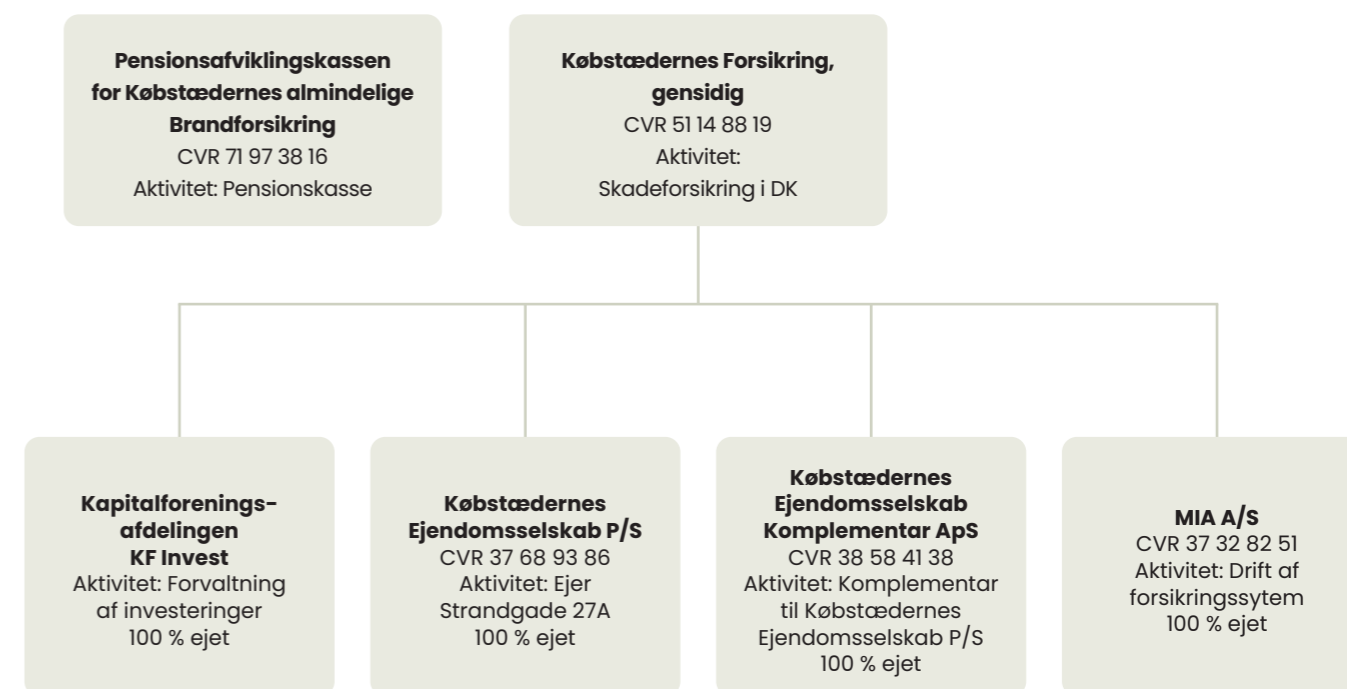 Pensionsafviklingskassen
for Købstædernes almindelige
Brandforsikring
CVR 71 97 38 16
Aktivitet: Pensionskasse
Købstædernes Forsikring,
gensidig
CVR 51 14 88 19
Aktivitet:
Skadeforsikring i DK
Kapitalforenings-
afdelingen
KF Invest
Aktivitet: Forvaltning
af investeringer
100 % ejet
Købstædernes
Ejendomsselskab P/S
CVR 37 68 93 86
Aktivitet: Ejer
Strandgade 27A
100 % ejet
Købstædernes
Ejendomsselskab
Komplementar ApS
CVR 38 58 41 38
Aktivitet: Komplementar
til Købstædernes
Ejendomsselskab P/S
100 % ejet
MIA A/S
CVR 37 32 82 51
Aktivitet: Drift af
forsikringssytem
100 % ejet